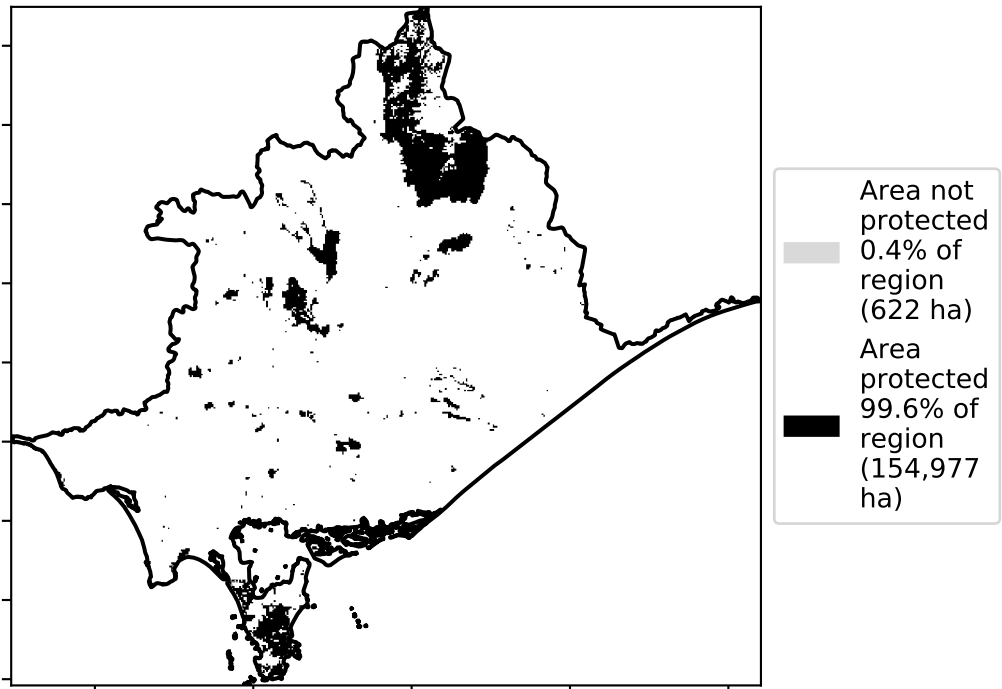 Area not
protected
0.4% of
region
(622 ha)
Area
protected
99.6% of
region
(154,977
ha)